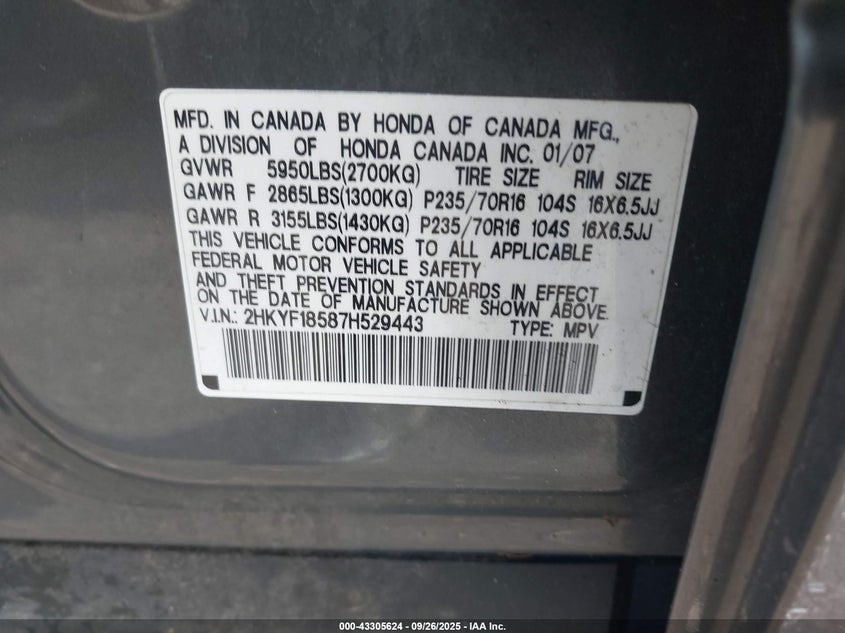 MFD. IN CANADA BY HONDA OF CANADA MFG.,
A DIVISION OF HONDA CANADA INC. 01/07
GVWR 5950LBS(2700KG) TIRE SIZE RIM SIZE
GAWR F 2865LBS(1300KG) P235/70R16 104S 16X6.5JJ
GAWR R 3155LBS(1430KG) P235/70R16 104S 16X6.5JJ
THIS VEHICLE CONFORMS TO ALL APPLICABLE
FEDERAL MOTOR VEHICLE SAFETY
AND THEFT PREVENTION STANDARDS IN EFFECT
ON THE DATE OF MANUFACTURE SHOWN ABOVE.
V.I.N.: 2HKYF18587H529443 TYPE: MPV
000-43305624 - 09/26/2025 - IAA Inc.